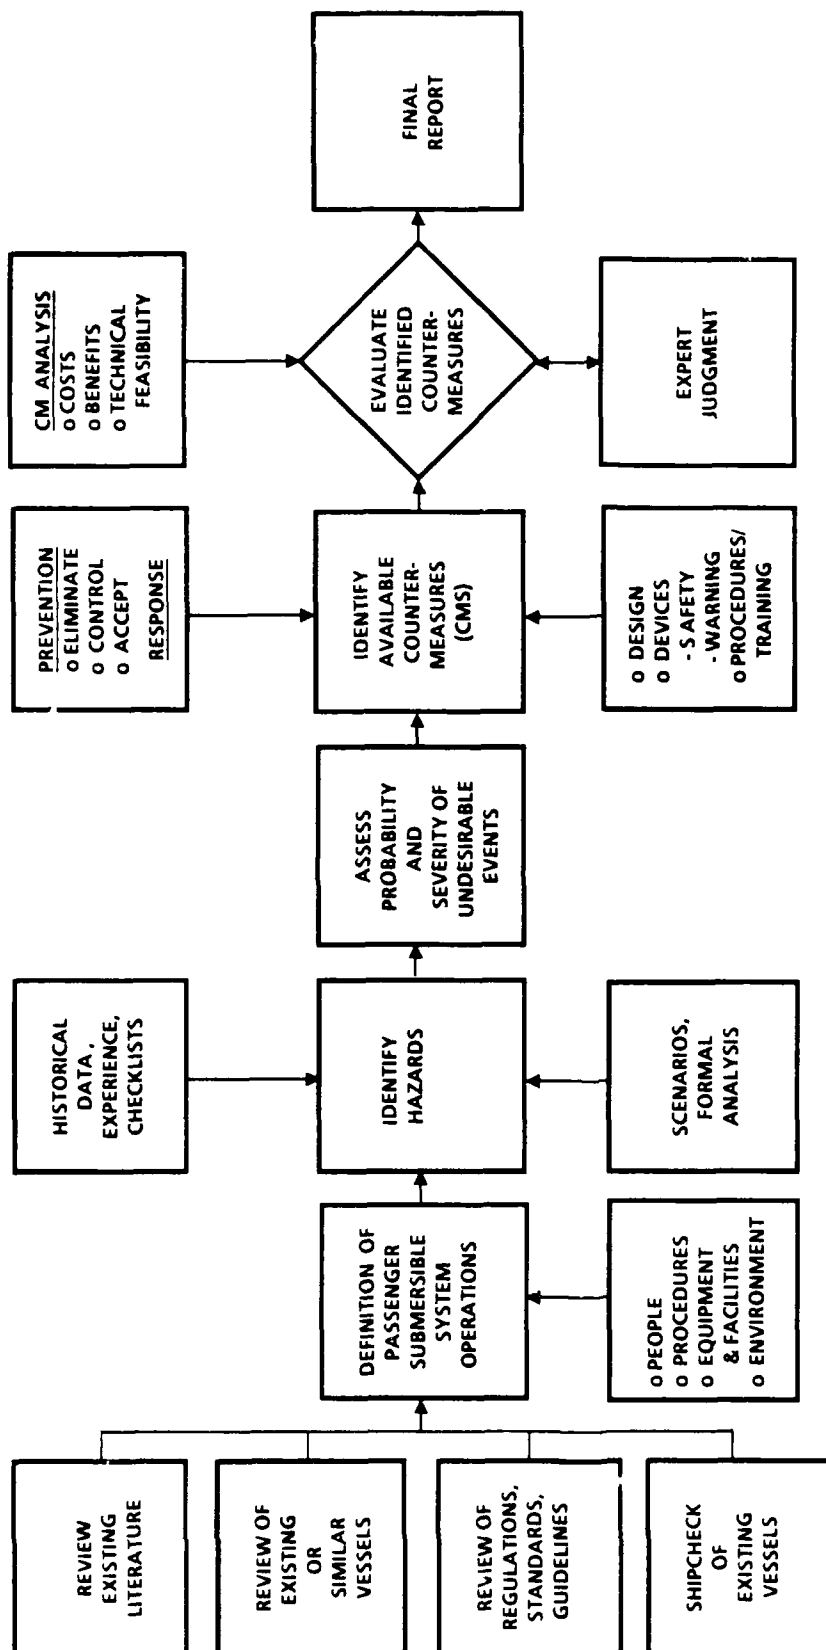 REVIEW
EXISTING
LITERATURE
REVIEW OF
EXISTING
OR
SIMILAR
VESSELS
REVIEW OF
REGULATIONS,
STANDARDS,
GUIDELINES
SHIPCHECK
OF
EXISTING
VESSELS
DEFINITION OF
PASSENGER
SUBMERSIBLE
SYSTEM
OPERATIONS
o PEOPLE
o PROCEDURES
o EQUIPMENT
& FACILITIES
o ENVIRONMENT
HISTORICAL
DATA,
EXPERIENCE,
CHECKLISTS
IDENTIFY
HAZARDS
SCENARIOS,
FORMAL
ANALYSIS
ASSESS
PROBABILITY
AND
SEVERITY OF
UNDESIRABLE
EVENTS
PREVENTION
o ELIMINATE
o CONTROL
o ACCEPT
RESPONSE
IDENTIFY
AVAILABLE
COUNTER-
MEASURES
(CMS)
o DESIGN
o DEVICES
- SAFETY
- WARNING
o PROCEDURES/
TRAINING
CM ANALYSIS
o COSTS
o BENEFITS
o TECHNICAL
FEASIBILITY
EVALUATE
IDENTIFIED
COUNTER-
MEASURES
EXPERT
JUDGMENT
FINAL
REPORT